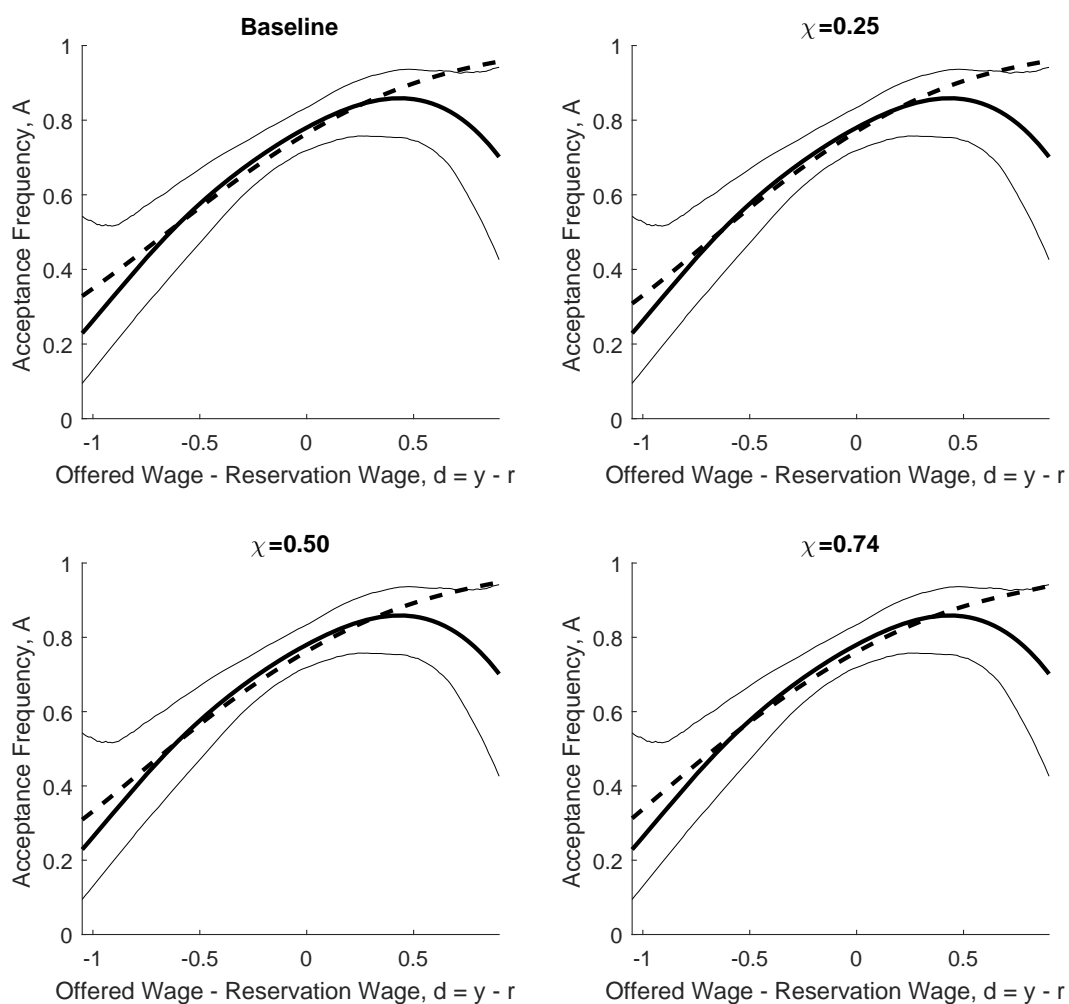 Baseline
1
0.8
0.6
0.4
0.2
0
Acceptance Frequency, A
-1 -0.5 0 0.5
Offered Wage - Reservation Wage, d = y - r
χ=0.25
1
0.8
0.6
0.4
0.2
0
Acceptance Frequency, A
-1 -0.5 0 0.5
Offered Wage - Reservation Wage, d = y - r
χ=0.50
1
0.8
0.6
0.4
0.2
0
Acceptance Frequency, A
-1 -0.5 0 0.5
Offered Wage - Reservation Wage, d = y - r
χ=0.74
1
0.8
0.6
0.4
0.2
0
Acceptance Frequency, A
-1 -0.5 0 0.5
Offered Wage - Reservation Wage, d = y - r